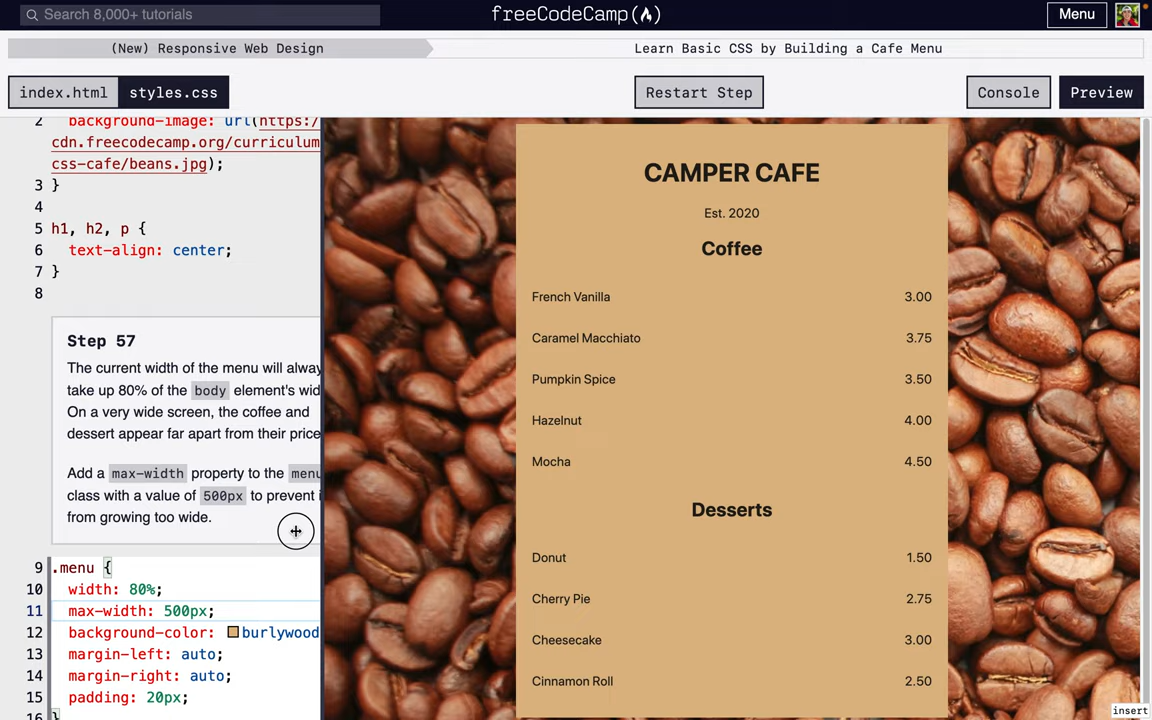 Search 8,000+ tutorials
freeCodeCamp
Menu
(New) Responsive Web Design
Learn Basic CSS by Building a Cafe Menu
index.html
styles.css
Restart Step
Console
Preview
2 background-image: url(https:/
cdn.freecodecamp.org/curriculum
css-cafe/beans.jpg);
3 }
4
5 h1, h2, p {
6 text-align: center;
7 }
8
Step 57
The current width of the menu will alway
take up 80% of the body element's wid
On a very wide screen, the coffee and
dessert appear far apart from their price
Add a max-width property to the menu
class with a value of 500px to prevent i
from growing too wide.
9 .menu {
10 width: 80%;
11 max-width: 500px;
12 background-color: burlywood
13 margin-left: auto;
14 margin-right: auto;
15 padding: 20px;
16 }
CAMPER CAFE
Est. 2020
Coffee
French Vanilla 3.00
Caramel Macchiato 3.75
Pumpkin Spice 3.50
Hazelnut 4.00
Mocha 4.50
Desserts
Donut 1.50
Cherry Pie 2.75
Cheesecake 3.00
Cinnamon Roll 2.50
insert